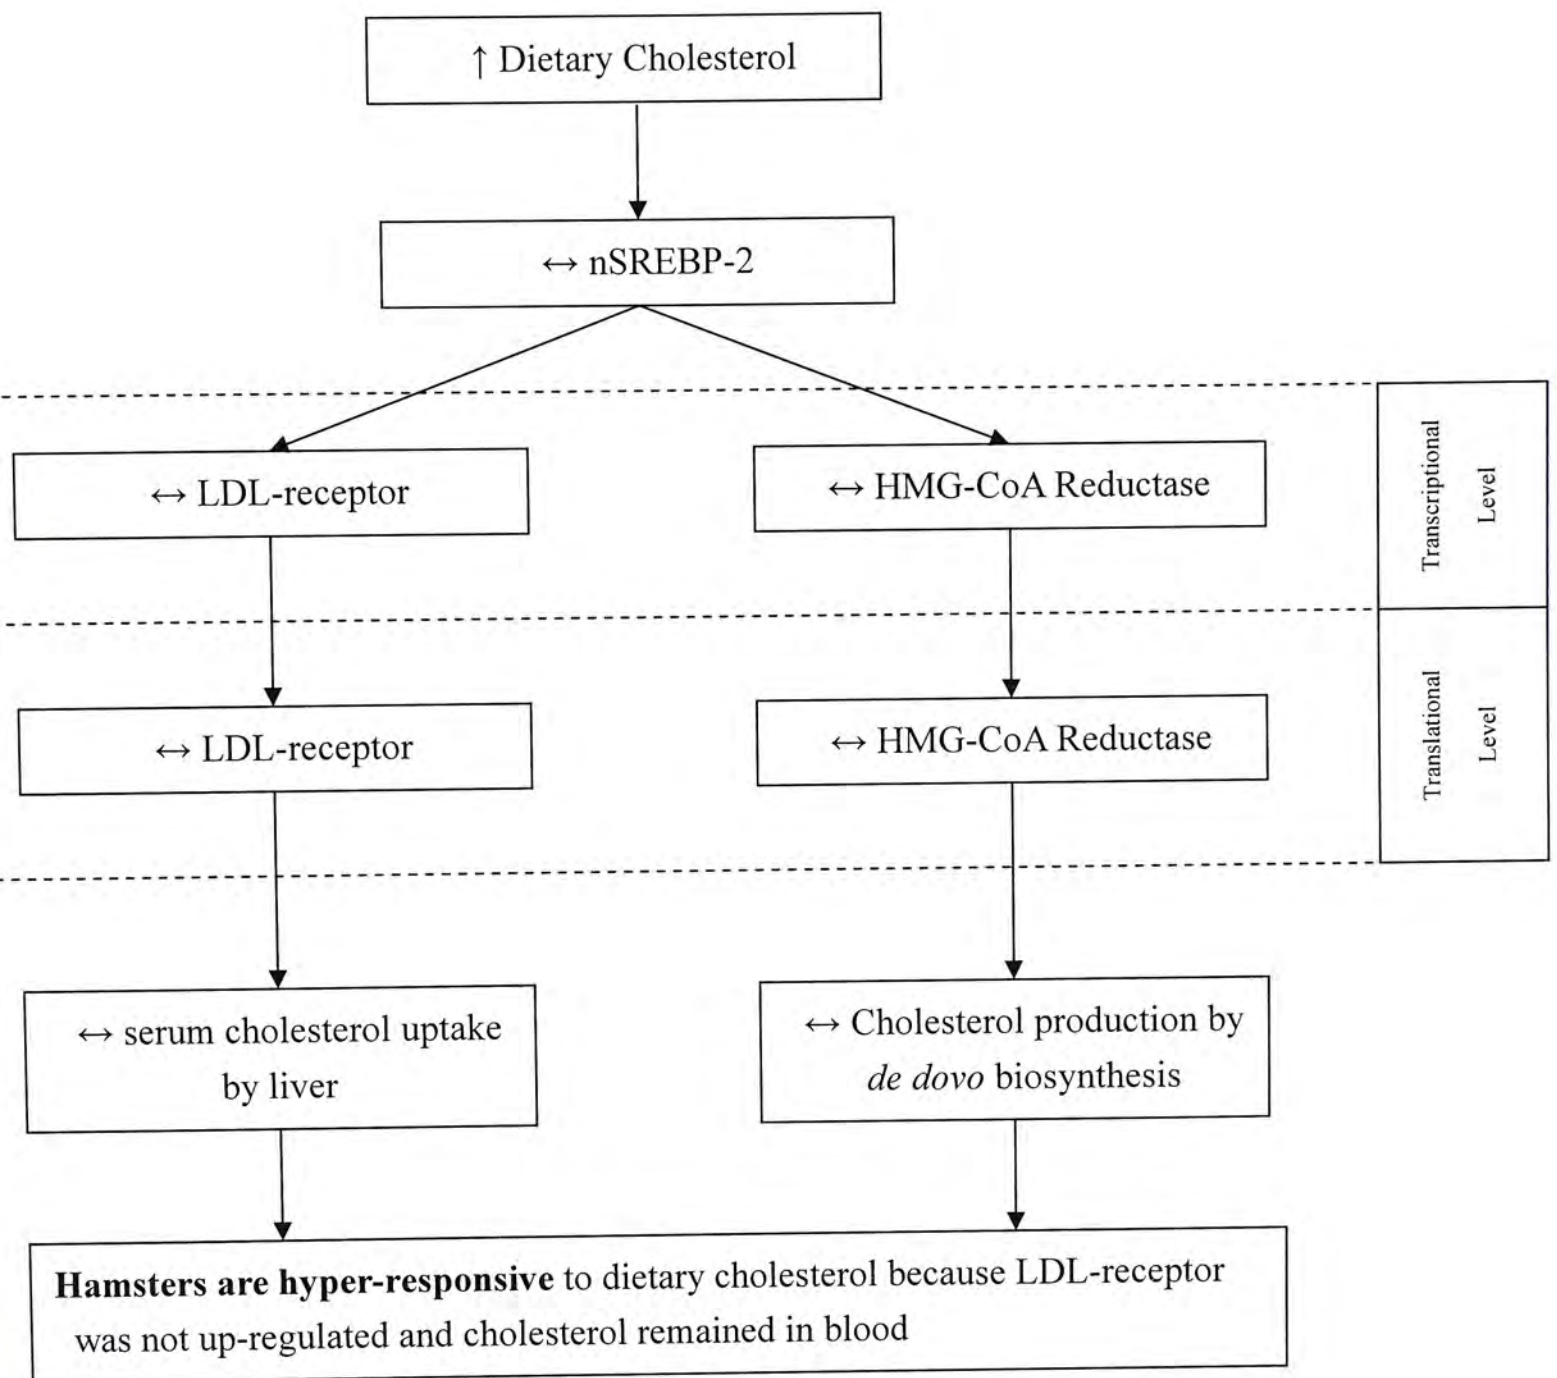 ↑ Dietary Cholesterol
↔ nSREBP-2
↔ LDL-receptor
↔ HMG-CoA Reductase
Transcriptional
Level
↔ LDL-receptor
↔ HMG-CoA Reductase
Translational
Level
↔ serum cholesterol uptake
by liver
↔ Cholesterol production by
de dovo biosynthesis
Hamsters are hyper-responsive to dietary cholesterol because LDL-receptor
was not up-regulated and cholesterol remained in blood